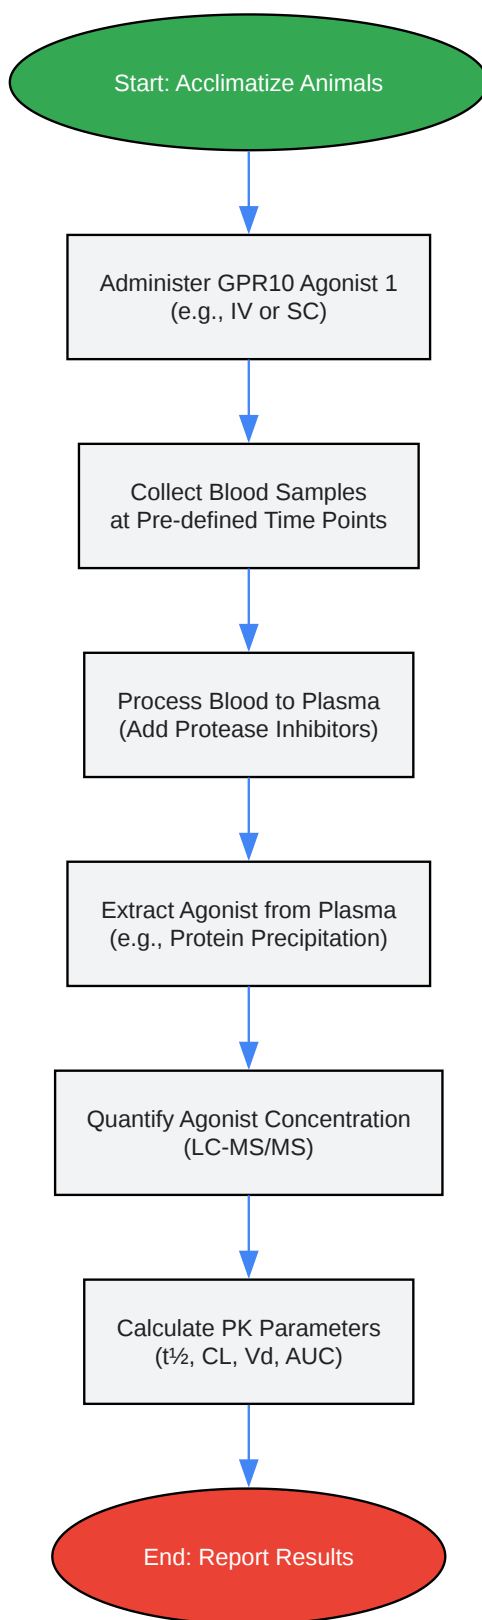 Start: Acclimatize Animals
Administer GPR10 Agonist 1
(e.g., IV or SC)
Collect Blood Samples
at Pre-defined Time Points
Process Blood to Plasma
(Add Protease Inhibitors)
Extract Agonist from Plasma
(e.g., Protein Precipitation)
Quantify Agonist Concentration
(LC-MS/MS)
Calculate PK Parameters
(t½, CL, Vd, AUC)
End: Report Results